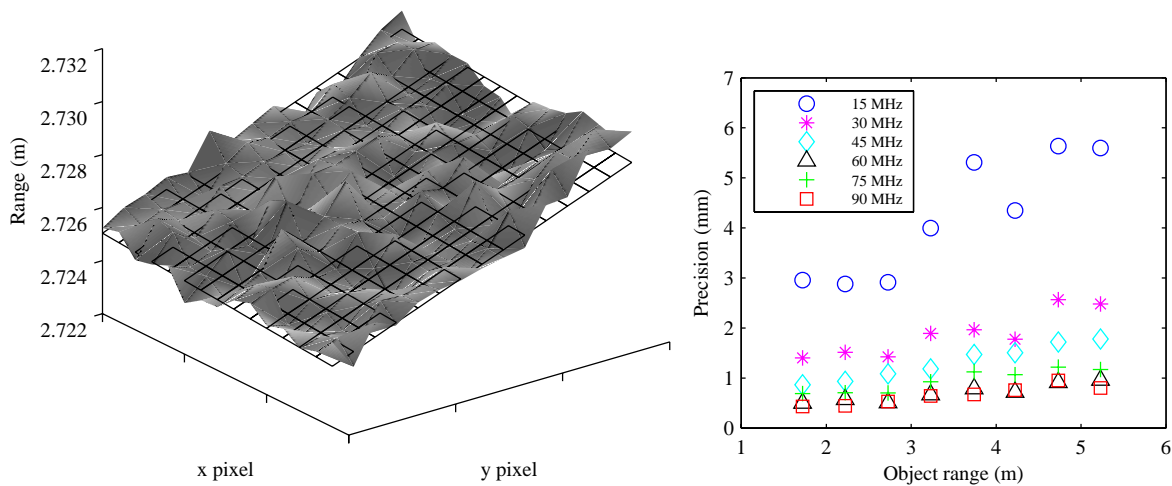 2.732
2.730
2.728
2.726
2.724
2.722
Range (m)
x pixel
y pixel
7
6
5
4
3
2
1
0
Precision (mm)
15 MHz
30 MHz
45 MHz
60 MHz
75 MHz
90 MHz
1 2 3 4 5 6
Object range (m)